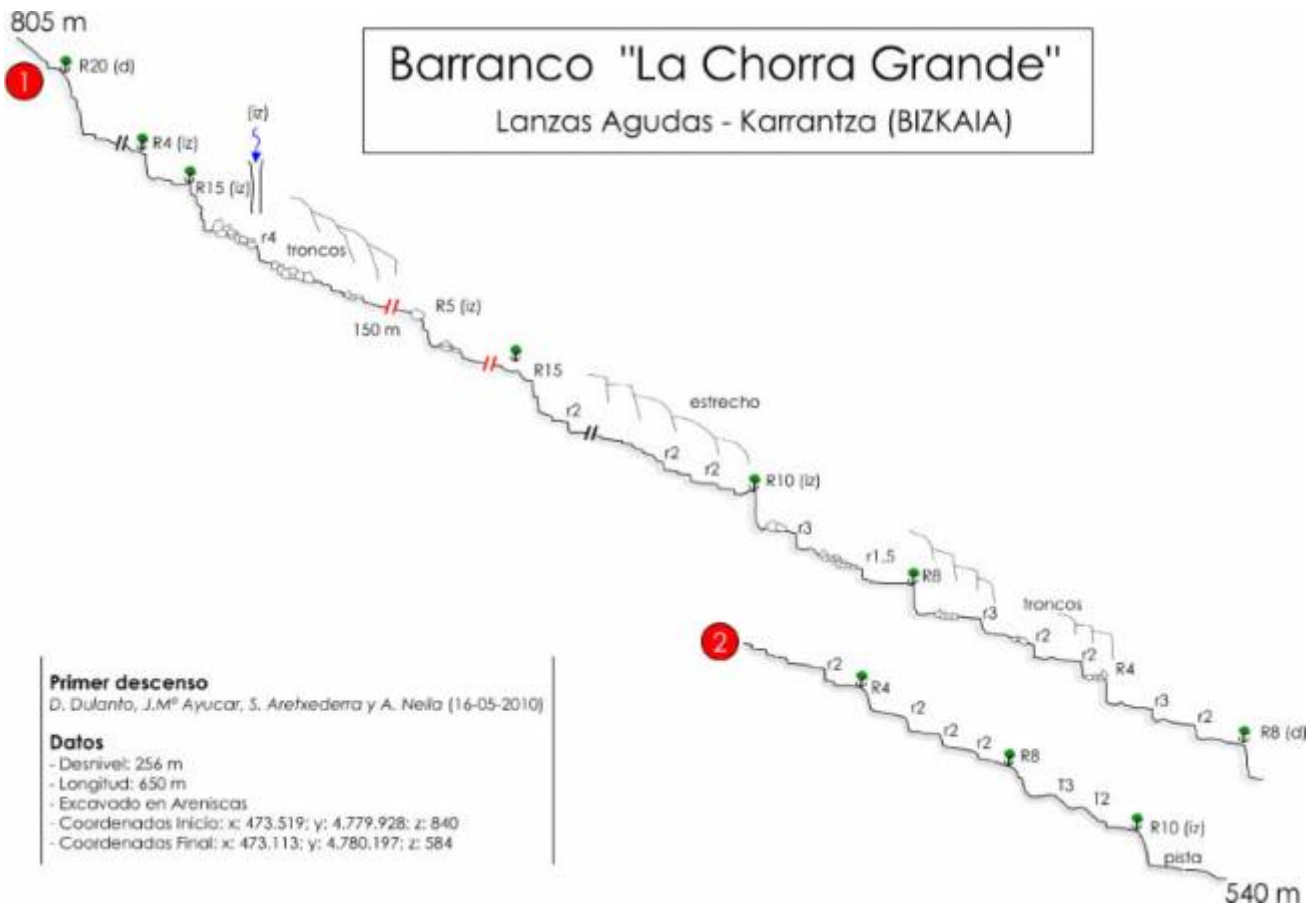 805 m
Barranco "La Chorra Grande"
Lanzas Agudas - Karrantza (BIZKAIA)
1
R20 (d)
(iz)
R4 (iz)
R15 (iz)
r4
troncos
150 m
R5 (iz)
R15
r2
estrecho
r2
r2
R10 (iz)
r3
r1,5
R8
r3
troncos
r2
r2
R4
r3
r2
R8 (d)
2
r2
R4
r2
r2
r2
R8
T3
T2
R10 (iz)
pista
540 m
Primer descenso
D. Dulanto, J.Mª Ayucar, S. Aretxederra y A. Neila (16-05-2010)
Datos
- Desnivel: 256 m
- Longitud: 650 m
- Excavado en Areniscas
- Coordenadas Inicio: x: 473.519; y: 4.779.928; z: 840
- Coordenadas Final: x: 473.113; y: 4.780.197; z: 584